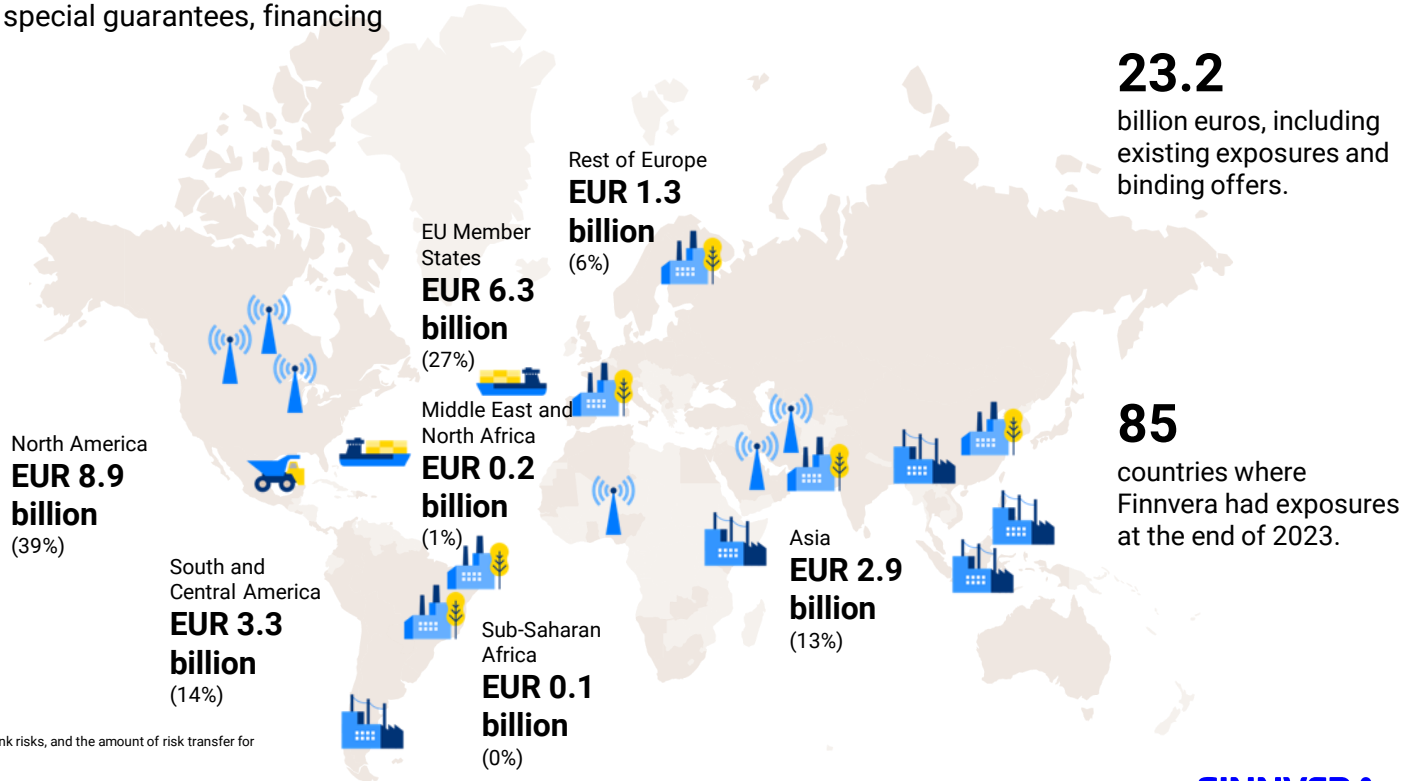 special guarantees, financing
23.2
billion euros, including
existing exposures and
binding offers.
Rest of Europe
EUR 1.3
billion
(6%)
EU Member
States
EUR 6.3
billion
(27%)
Middle East and
North Africa
EUR 0.2
billion
(1%)
North America
EUR 8.9
billion
(39%)
85
countries where
Finnvera had exposures
at the end of 2023.
Asia
EUR 2.9
billion
(13%)
South and
Central America
EUR 3.3
billion
(14%)
Sub-Saharan
Africa
EUR 0.1
billion
(0%)
risks, and the amount of risk transfer for